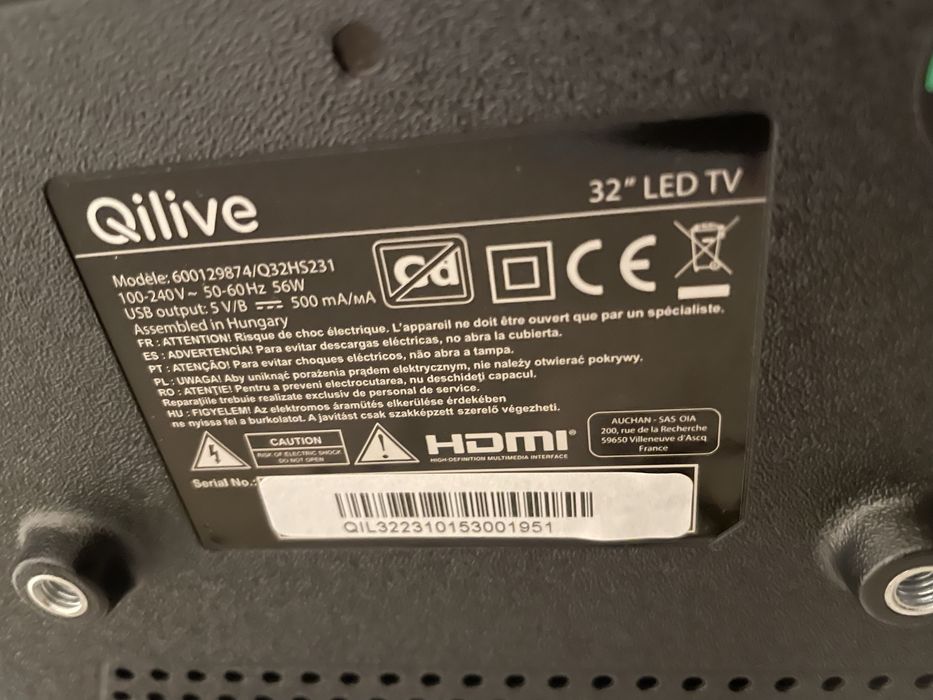 Qilive
32" LED TV
Modèle: 600129874/Q32HS231
100-240V ~ 50-60Hz 56W
USB output: 5 V/B ⎓ 500 mA/мA
Assembled in Hungary
Cd
CE
FR : ATTENTION! Risque de choc électrique. L'appareil ne doit être ouvert que par un spécialiste.
ES : ADVERTENCIA! Para evitar descargas eléctricas, no abra la cubierta.
PT : ATENÇÃO! Para evitar choques eléctricos, não abra a tampa.
PL : UWAGA! Aby uniknąć porażenia prądem elektrycznym, nie należy otwierać pokrywy.
RO : ATENȚIE! Pentru a preveni electrocutarea, nu deschideți capacul.
Reparațiile trebuie realizate exclusiv de personal de service.
HU : FIGYELEM! Az elektromos áramütés elkerülése érdekében
ne nyissa fel a burkolatot. A javítást csak szakképzett szerelő végezheti.
CAUTION
RISK OF ELECTRIC SHOCK
DO NOT OPEN
HDMI®
HIGH-DEFINITION MULTIMEDIA INTERFACE
AUCHAN - SAS OIA
200, rue de la Recherche
59650 Villeneuve d'Ascq
France
Serial No.:
QIL322310153001951